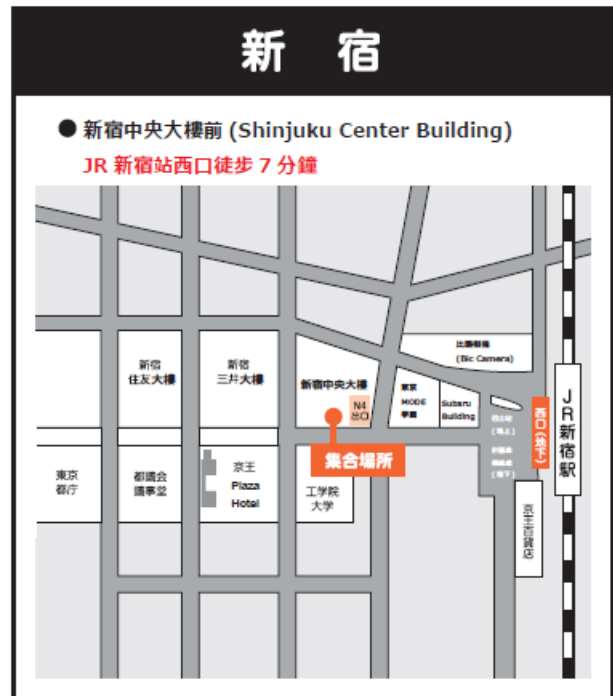 新宿
● 新宿中央大樓前 (Shinjuku Center Building)
JR 新宿站西口徒步 7 分鐘
(Bic Camera)
新宿
住友大樓
新宿
三井大樓
新宿中央大樓
N4
出口
東京
MODE
學園
Subaru
Building
西口(地下)
JR新宿駅
集合場所
東京
都庁
都議会
議事堂
京王
Plaza
Hotel
工学院
大学
京王百貨店